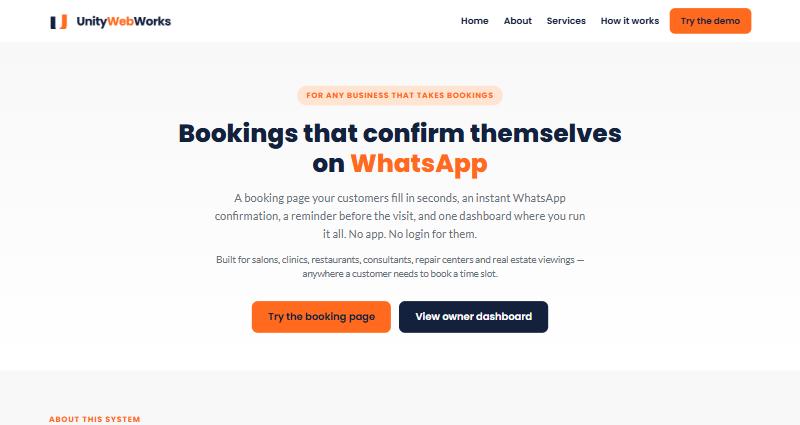 UnityWebWorks
Home About Services How it works Try the demo
FOR ANY BUSINESS THAT TAKES BOOKINGS
Bookings that confirm themselves
on WhatsApp
A booking page your customers fill in seconds, an instant WhatsApp
confirmation, a reminder before the visit, and one dashboard where you run
it all. No app. No login for them.
Built for salons, clinics, restaurants, consultants, repair centers and real estate viewings —
anywhere a customer needs to book a time slot.
Try the booking page View owner dashboard
ABOUT THIS SYSTEM